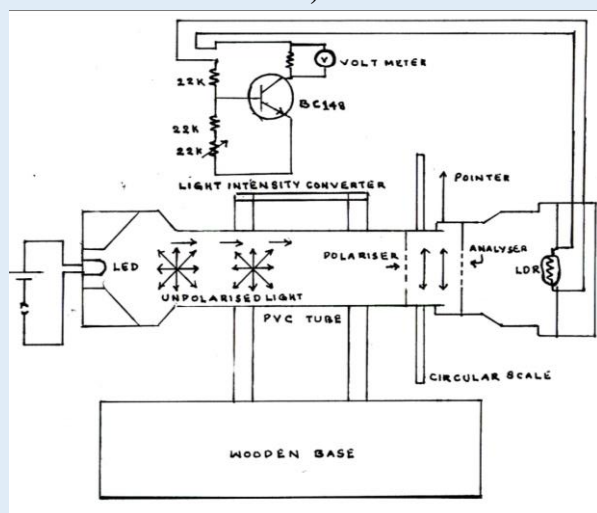 22K
V
VOLT METER
BC148
22K
22K
LIGHT INTENSITY CONVERTER
POINTER
POLARISER
ANALYSER
LED
LDR
UNPOLARISED LIGHT
PVC TUBE
CIRCULAR SCALE
WOODEN BASE